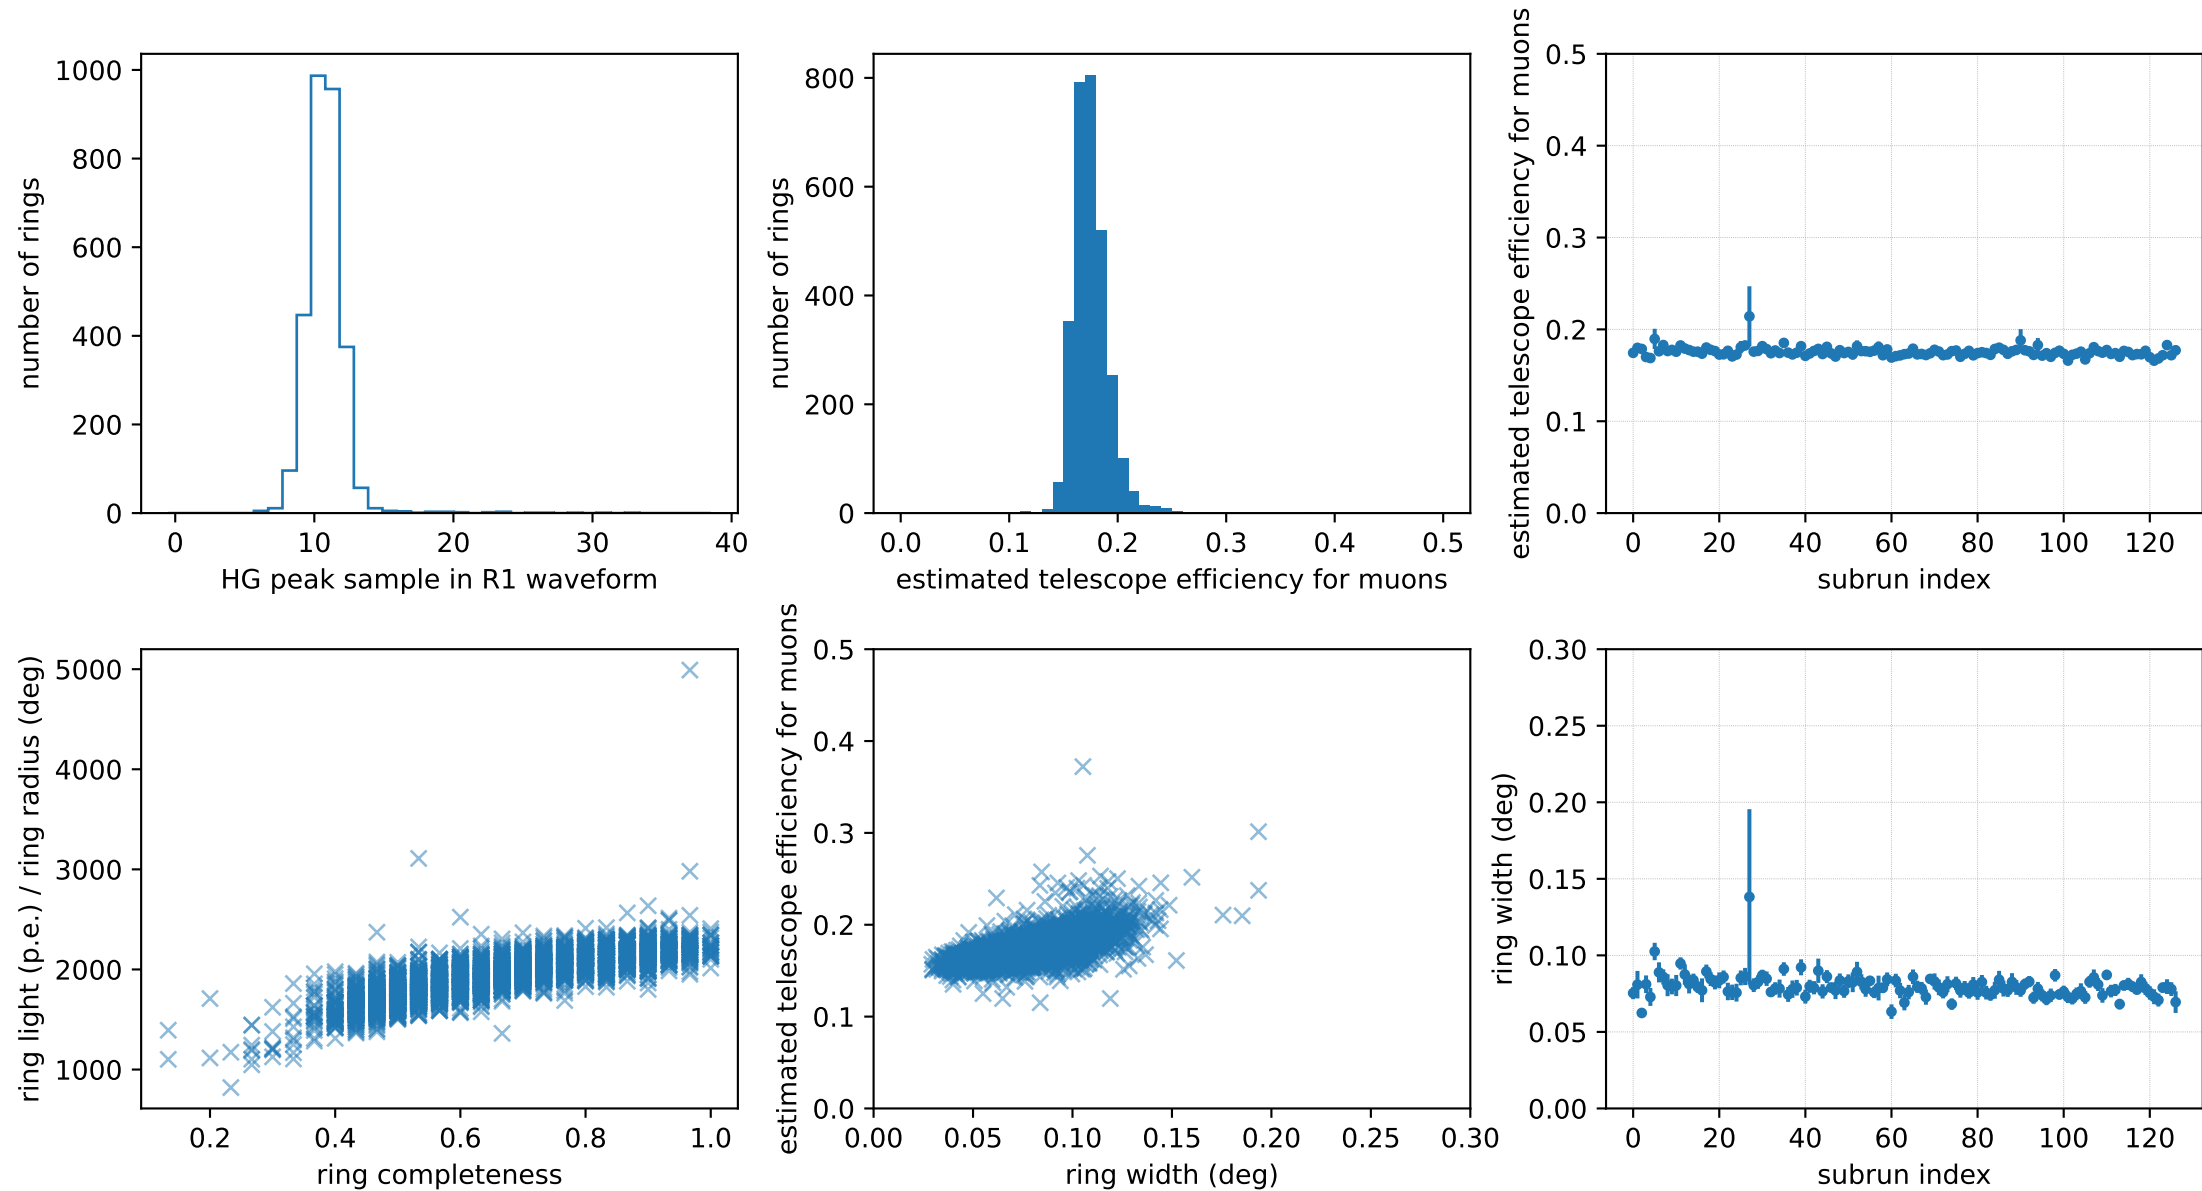 1000
800
600
400
200
0
number of rings
0 10 20 30 40
HG peak sample in R1 waveform
800
600
400
200
0
number of rings
0.0 0.1 0.2 0.3 0.4 0.5
estimated telescope efficiency for muons
0.5
0.4
0.3
0.2
0.1
0.0
estimated telescope efficiency for muons
0 20 40 60 80 100 120
subrun index
5000
4000
3000
2000
1000
ring light (p.e.) / ring radius (deg)
0.2 0.4 0.6 0.8 1.0
ring completeness
0.5
0.4
0.3
0.2
0.1
0.0
estimated telescope efficiency for muons
0.00 0.05 0.10 0.15 0.20 0.25 0.30
ring width (deg)
0.30
0.25
0.20
0.15
0.10
0.05
0.00
ring width (deg)
0 20 40 60 80 100 120
subrun index